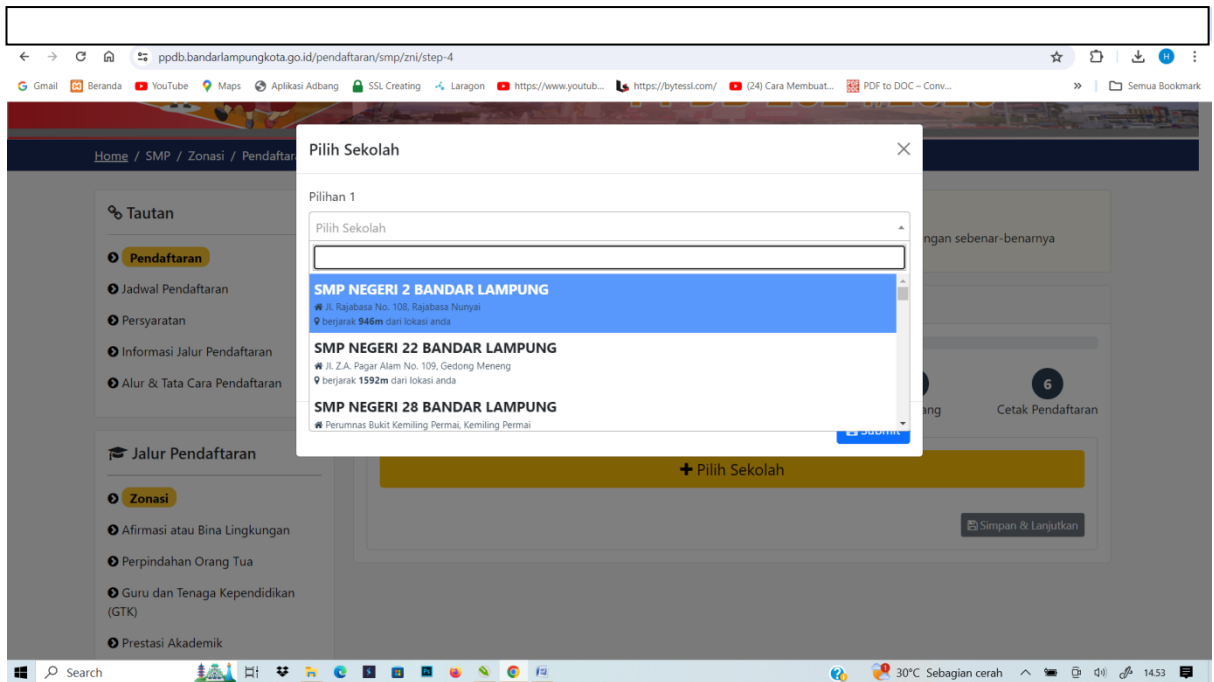 ppdb.bandarlampungkota.go.id/pendaftaran/smp/zni/step-4
H
Gmail Beranda YouTube Maps Aplikasi Adbang SSL Creating Laragon https://www.youtub... https://bytessl.com/ (24) Cara Membuat... PDF to DOC – Conv... » Semua Bookmark
Home / SMP / Zonasi / Pendaftar
Pilih Sekolah
Pilihan 1
Pilih Sekolah
SMP NEGERI 2 BANDAR LAMPUNG
Jl. Rajabasa No. 108, Rajabasa Nunyai
berjarak 946m dari lokasi anda
SMP NEGERI 22 BANDAR LAMPUNG
Jl. Z.A. Pagar Alam No. 109, Gedong Meneng
berjarak 1592m dari lokasi anda
SMP NEGERI 28 BANDAR LAMPUNG
Perumnas Bukit Kemiling Permai, Kemiling Permai
Submit
Tautan
Pendaftaran
Jadwal Pendaftaran
Persyaratan
Informasi Jalur Pendaftaran
Alur & Tata Cara Pendaftaran
Jalur Pendaftaran
Zonasi
Afirmasi atau Bina Lingkungan
Perpindahan Orang Tua
Guru dan Tenaga Kependidikan
(GTK)
Prestasi Akademik
ngan sebenar-benarnya
6
ang Cetak Pendaftaran
+ Pilih Sekolah
Simpan & Lanjutkan
Search 30°C Sebagian cerah 14.53